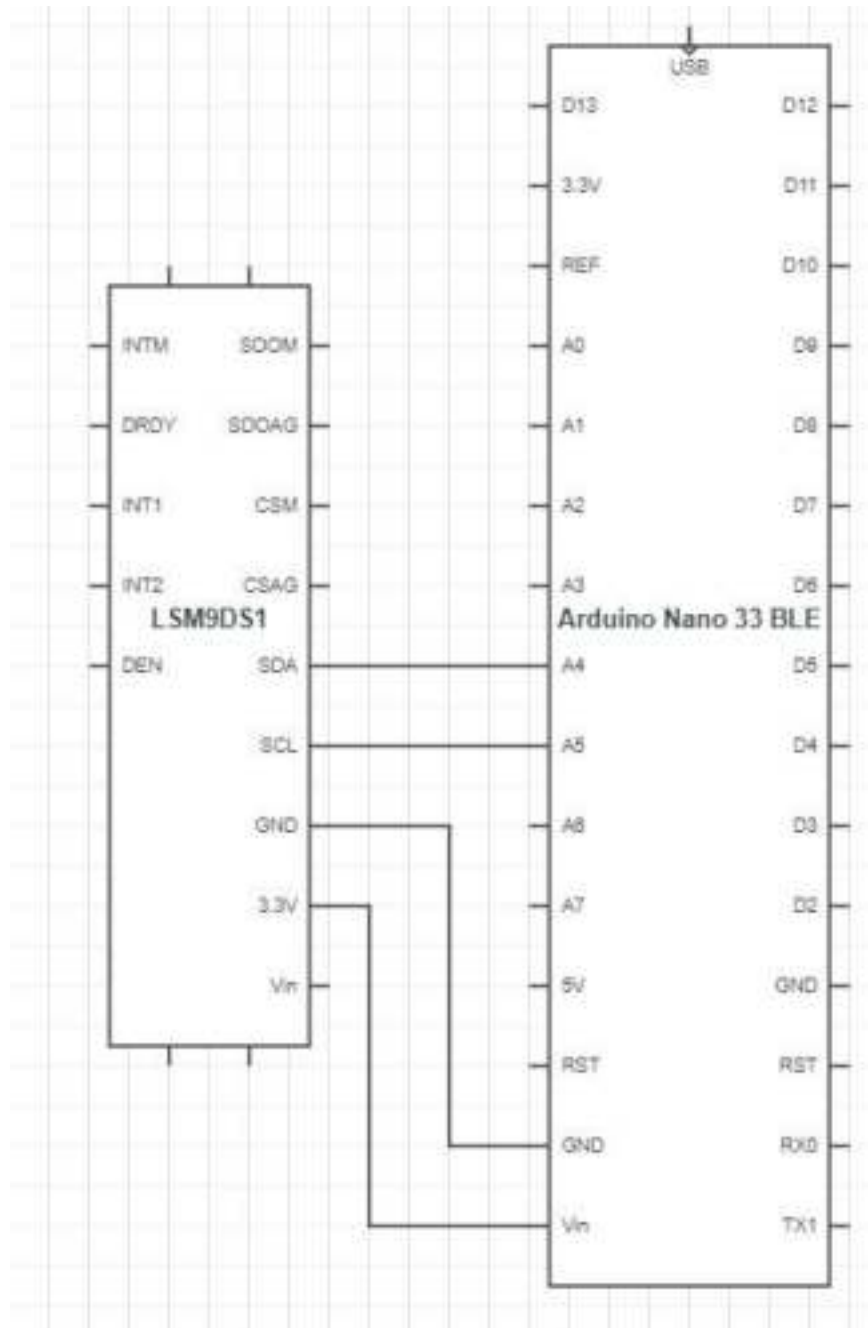 USB
D13 D12
3.3V D11
REF D10
INTM SDOM A0 D9
DRDY SDOAG A1 D8
INT1 CSM A2 D7
INT2 CSAG A3 D6
LSM9DS1 Arduino Nano 33 BLE
DEN SDA A4 D5
SCL A5 D4
GND A6 D3
3.3V A7 D2
Vin 5V GND
RST RST
GND RX0
Vin TX1